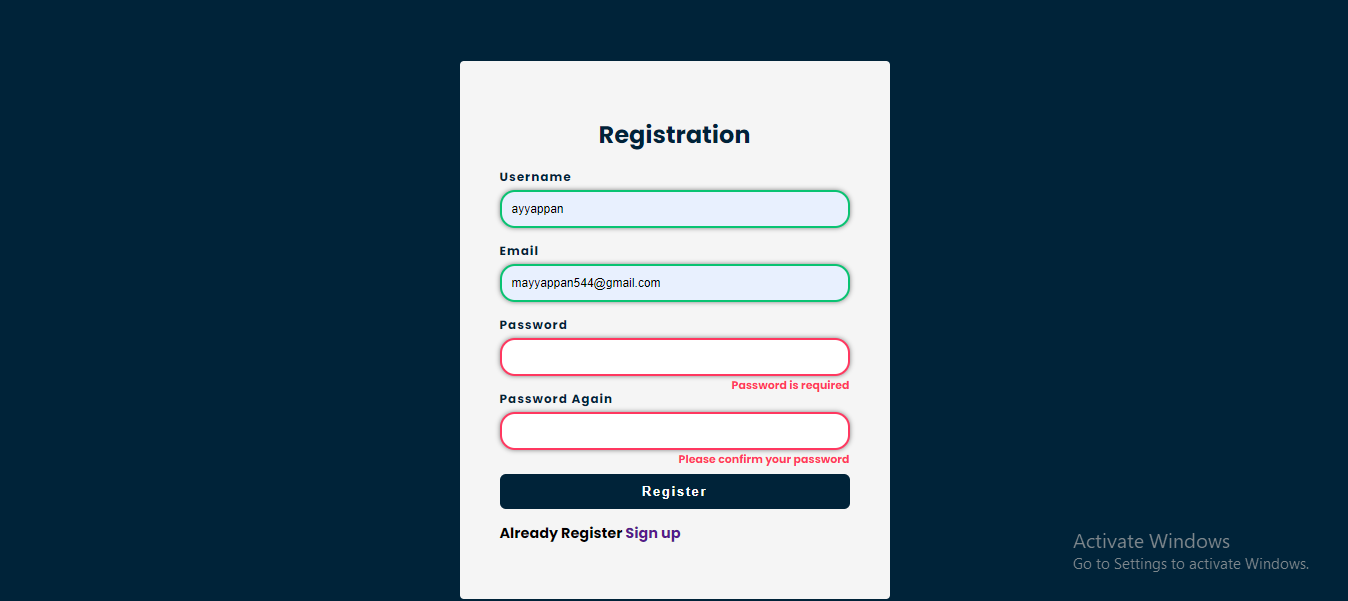 Registration
Username
ayyappan
Email
mayyappan544@gmail.com
Password
Password is required
Password Again
Please confirm your password
Register
Already Register Sign up
Activate Windows
Go to Settings to activate Windows.